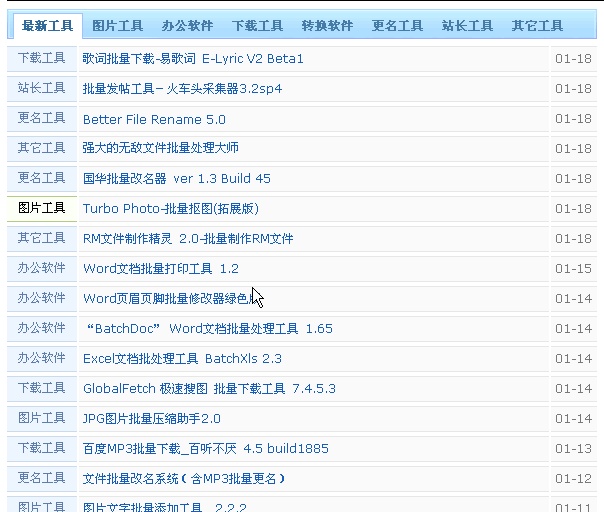 最新工具 图片工具 办公软件 下载工具 转换软件 更名工具 站长工具 其它工具
下载工具 歌词批量下载-易歌词 E-Lyric V2 Beta1 01-18
站长工具 批量发帖工具－火车头采集器3.2sp4 01-18
更名工具 Better File Rename 5.0 01-18
其它工具 强大的无敌文件批量处理大师 01-18
更名工具 国华批量改名器 ver 1.3 Build 45 01-18
图片工具 Turbo Photo-批量抠图(拓展版) 01-18
其它工具 RM文件制作精灵 2.0-批量制作RM文件 01-18
办公软件 Word文档批量打印工具 1.2 01-15
办公软件 Word页眉页脚批量修改器绿色版 01-14
办公软件 “BatchDoc” Word文档批量处理工具 1.65 01-14
办公软件 Excel文档批处理工具 BatchXls 2.3 01-14
下载工具 GlobalFetch 极速搜图 批量下载工具 7.4.5.3 01-14
图片工具 JPG图片批量压缩助手2.0 01-14
下载工具 百度MP3批量下载_百听不厌 4.5 build1885 01-13
更名工具 文件批量改名系统（含MP3批量更名） 01-12
图片工具 图片文字批量添加工具 2.2.2 01-11